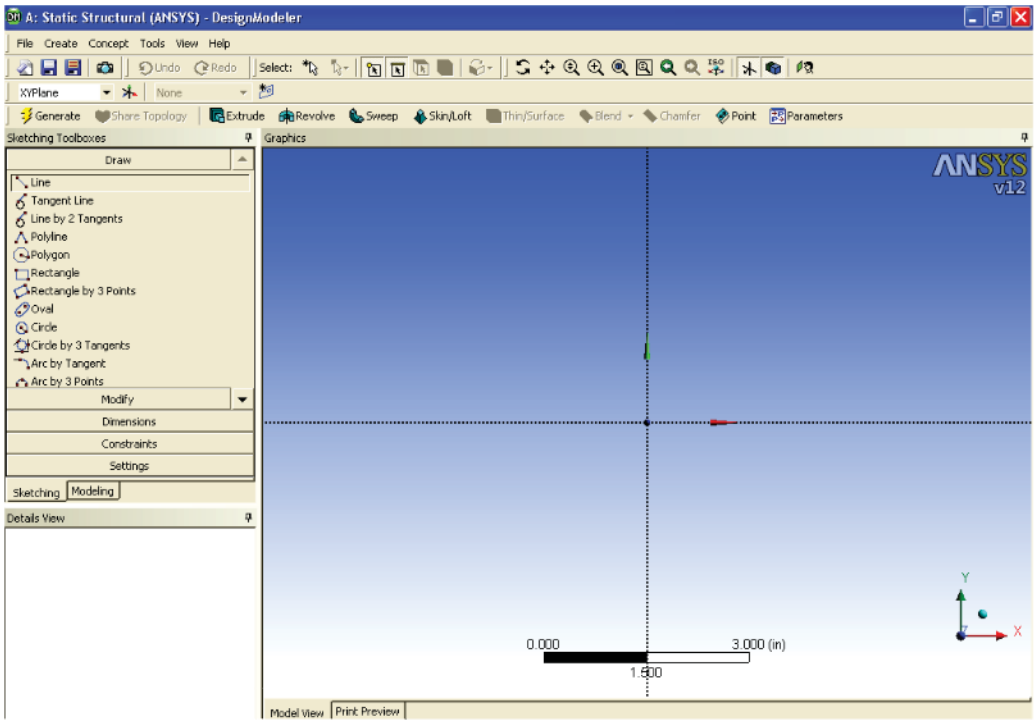 A: Static Structural (ANSYS) - DesignModeler
File Create Concept Tools View Help
Undo Redo Select: ISO
XYPlane None
Generate Share Topology Extrude Revolve Sweep Skin/Loft Thin/Surface Blend Chamfer Point Parameters
Sketching Toolboxes
Graphics
Draw
Line
Tangent Line
Line by 2 Tangents
Polyline
Polygon
Rectangle
Rectangle by 3 Points
Oval
Circle
Circle by 3 Tangents
Arc by Tangent
Arc by 3 Points
Modify
Dimensions
Constraints
Settings
Sketching Modeling
Details View
ANSYS
v12
Y
Z
X
0.000 3.000 (in)
1.500
Model View Print Preview